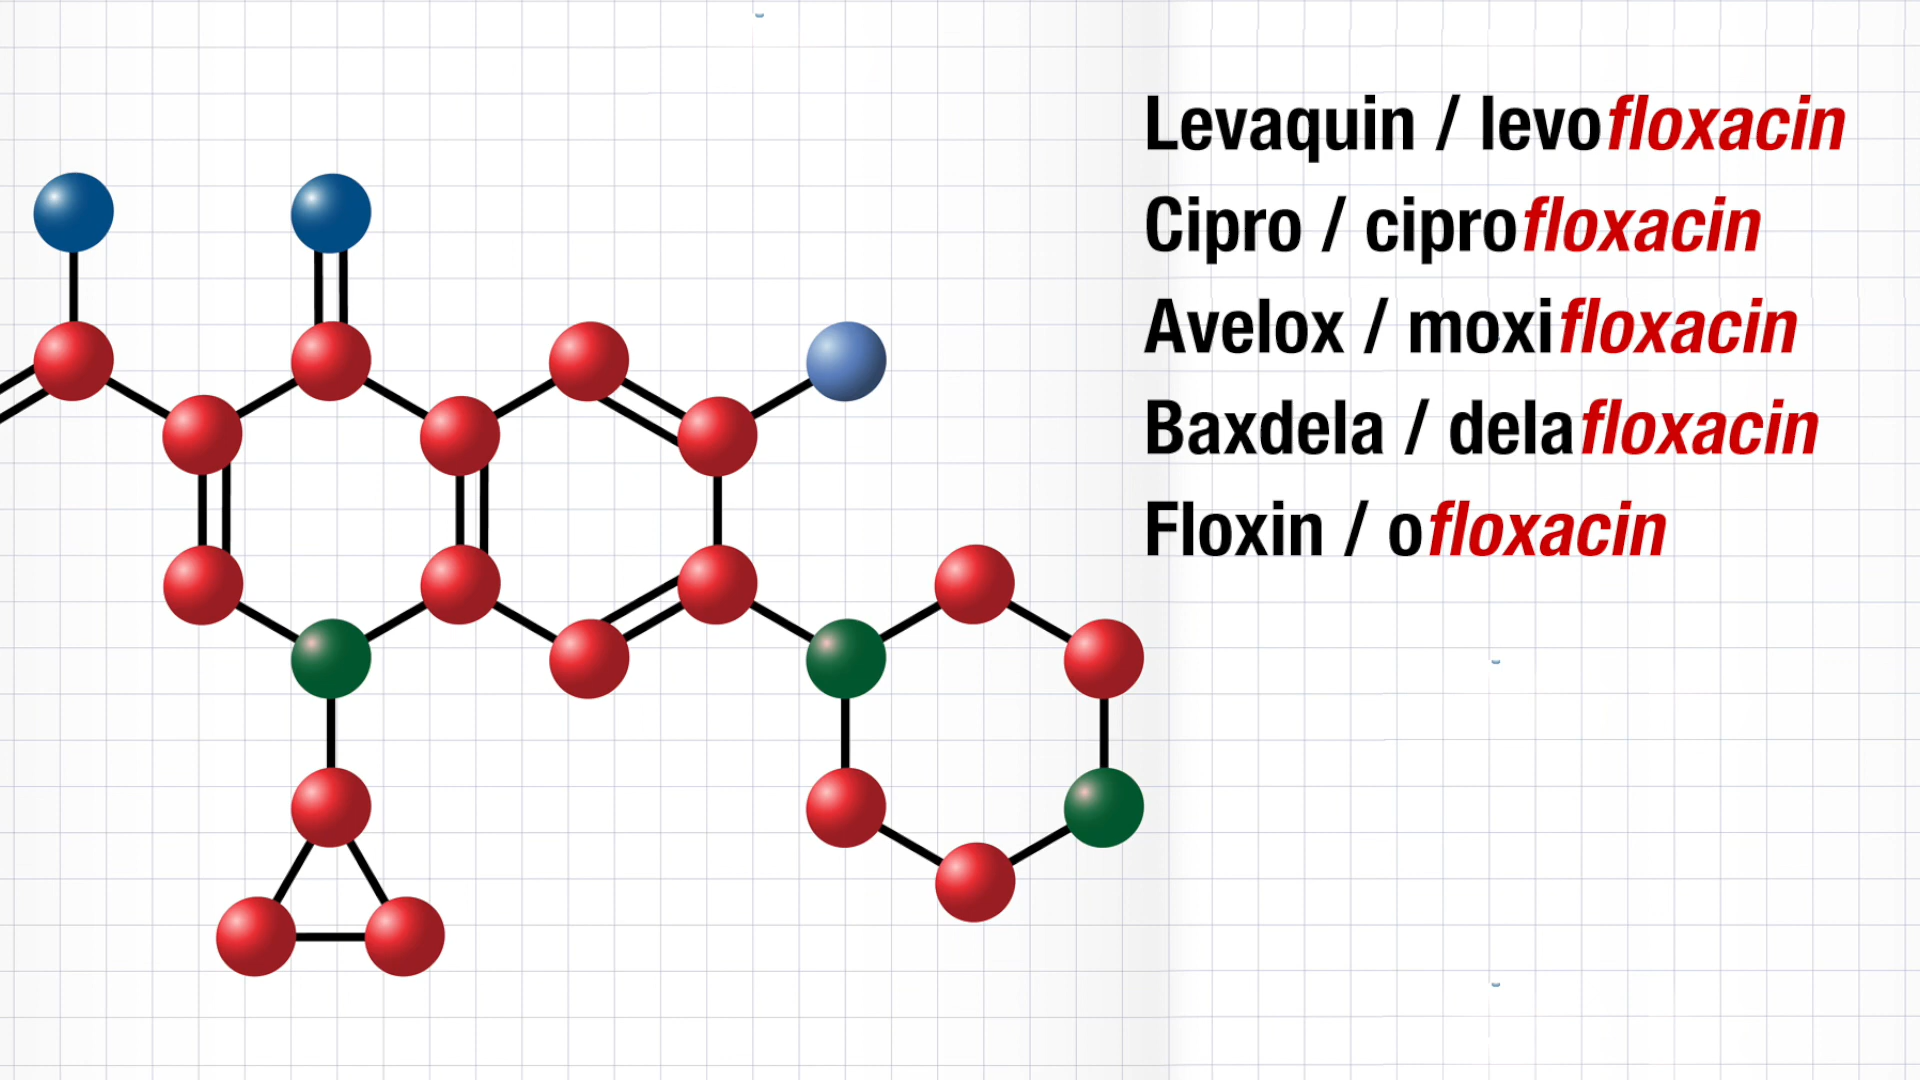 Levaquin / levofloxacin
Cipro / ciprofloxacin
Avelox / moxifloxacin
Baxdela / delafloxacin
Floxin / ofloxacin